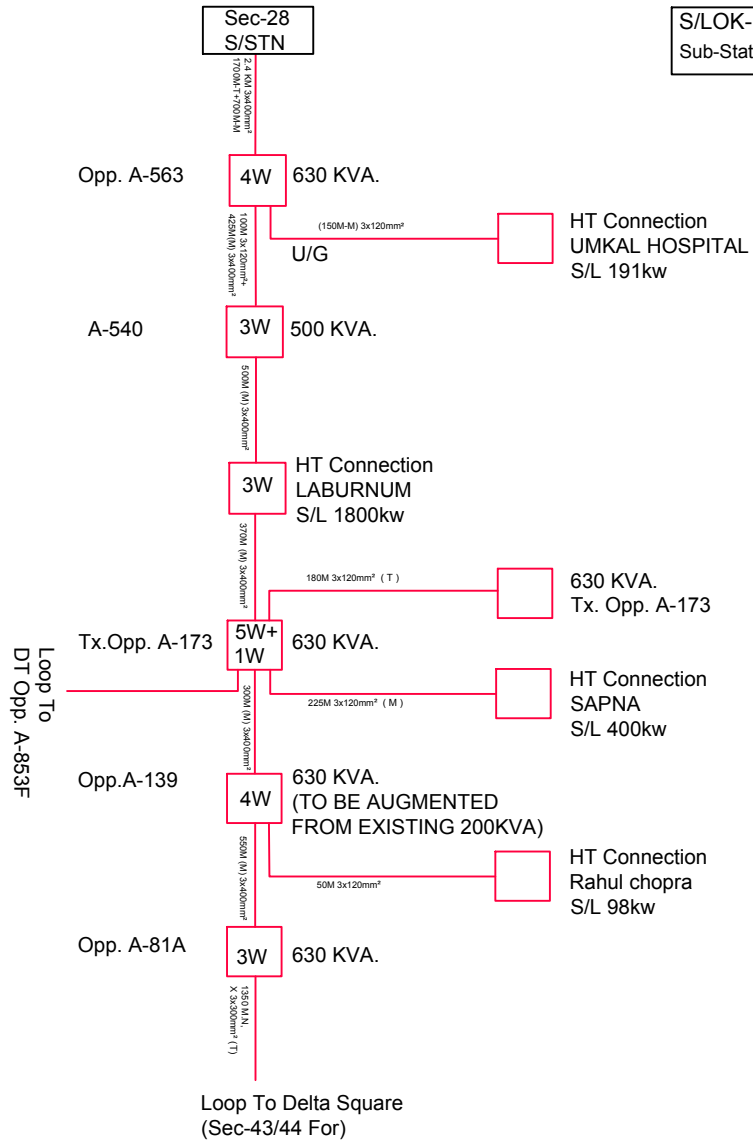 Sec-28
S/STN
S/LOK-
Sub-Stat
2.4 KM 3x400mm²
1700M-T+700M-M
Opp. A-563
4W
630 KVA.
(150M-M) 3x120mm²
U/G
HT Connection
UMKAL HOSPITAL
S/L 191kw
100M 3x120mm²+
425M(M) 3x400mm²
A-540
3W
500 KVA.
500M (M) 3x400mm²
3W
HT Connection
LABURNUM
S/L 1800kw
370M (M) 3x400mm²
180M 3x120mm² ( T )
630 KVA.
Tx. Opp. A-173
Tx.Opp. A-173
5W+
1W
630 KVA.
Loop To
DT Opp. A-853F
225M 3x120mm² ( M )
HT Connection
SAPNA
S/L 400kw
300M (M) 3x400mm²
Opp.A-139
4W
630 KVA.
(TO BE AUGMENTED
FROM EXISTING 200KVA)
50M 3x120mm²
HT Connection
Rahul chopra
S/L 98kw
550M (M) 3x400mm²
Opp. A-81A
3W
630 KVA.
1350 M.N,
X 3x300mm² (T)
Loop To Delta Square
(Sec-43/44 For)